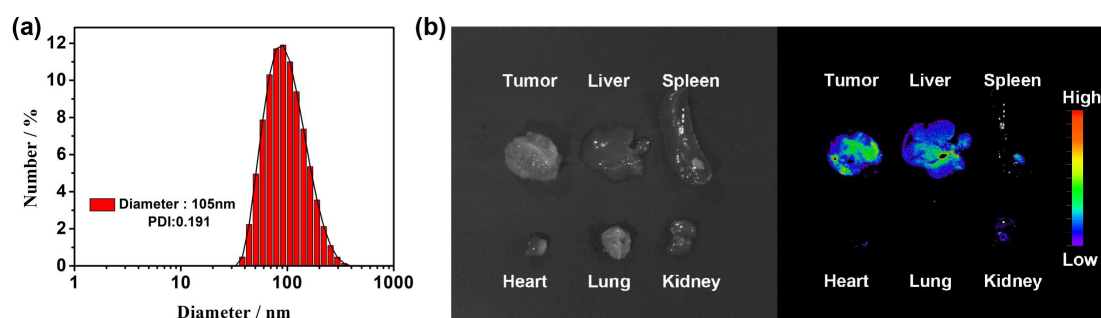 (a)
12
10
8
6
4
2
0
Number / %
Diameter : 105nm
PDI:0.191
1
10
100
1000
Diameter / nm
(b)
Tumor Liver Spleen
Heart Lung Kidney
Tumor Liver Spleen
Heart Lung Kidney
High
Low